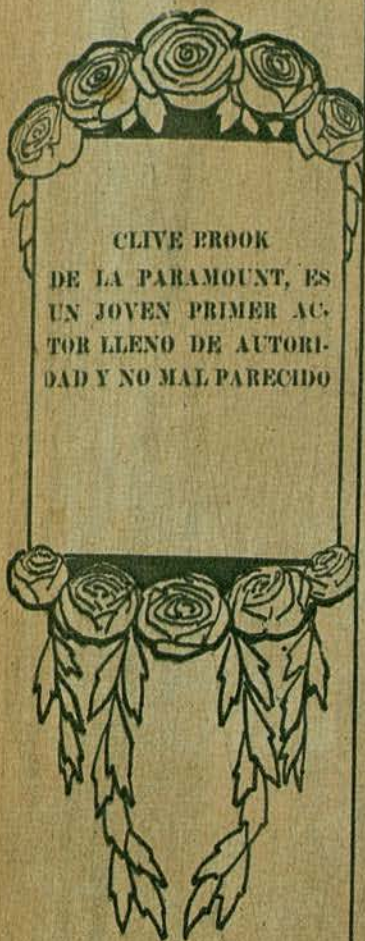 CLIVE BROOK
DE LA PARAMOUNT, ES
UN JOVEN PRIMER AC-
TOR LLENO DE AUTORI-
DAD Y NO MAL PARECIDO